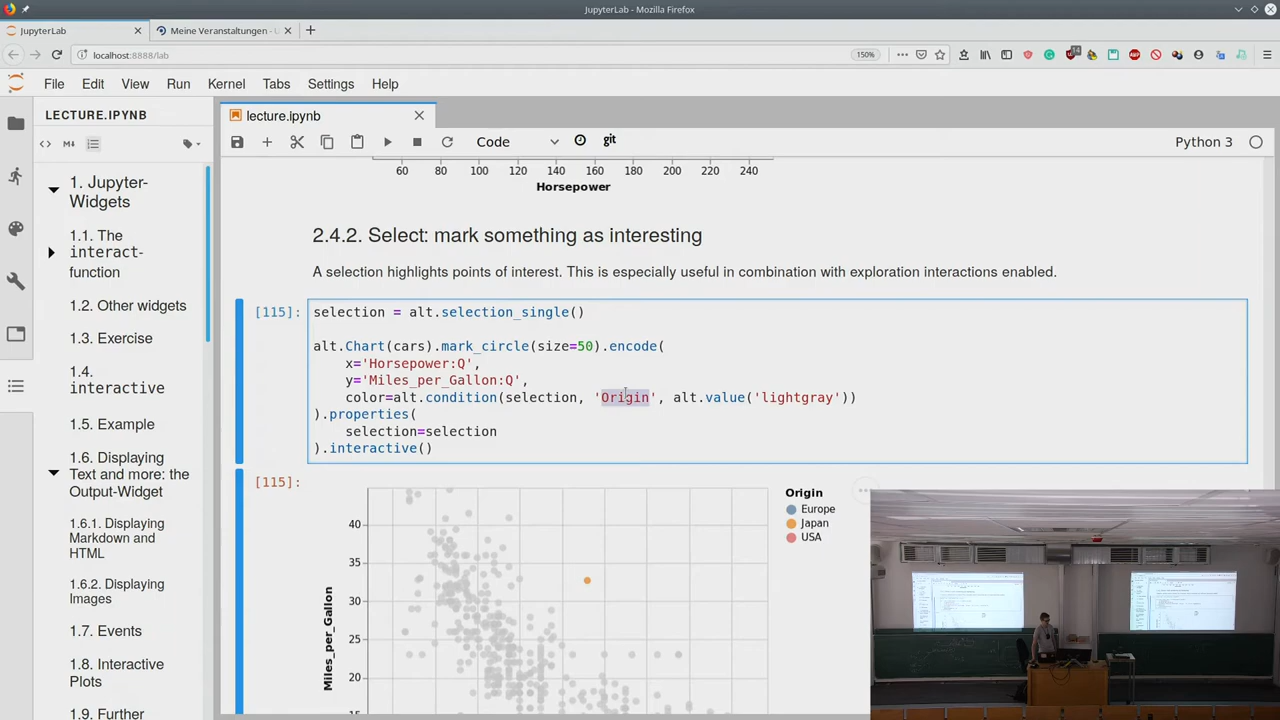 JupyterLab - Mozilla Firefox
JupyterLab
Meine Veranstaltungen - L
localhost:8888/lab
150%
14
ABP
File Edit View Run Kernel Tabs Settings Help
LECTURE.IPYNB
lecture.ipynb
M↓
Code
git
Python 3
1. Jupyter-
Widgets
1.1. The
interact-
function
1.2. Other widgets
1.3. Exercise
1.4.
interactive
1.5. Example
1.6. Displaying
Text and more: the
Output-Widget
1.6.1. Displaying
Markdown and
HTML
1.6.2. Displaying
Images
1.7. Events
1.8. Interactive
Plots
1.9. Further
60 80 100 120 140 160 180 200 220 240
Horsepower
2.4.2. Select: mark something as interesting
A selection highlights points of interest. This is especially useful in combination with exploration interactions enabled.
[115]:
selection = alt.selection_single()
alt.Chart(cars).mark_circle(size=50).encode(
x='Horsepower:Q',
y='Miles_per_Gallon:Q',
color=alt.condition(selection, 'Origin', alt.value('lightgray'))
).properties(
selection=selection
).interactive()
[115]:
40
35
30
25
20
15
Miles_per_Gallon
Origin
Europe
Japan
USA